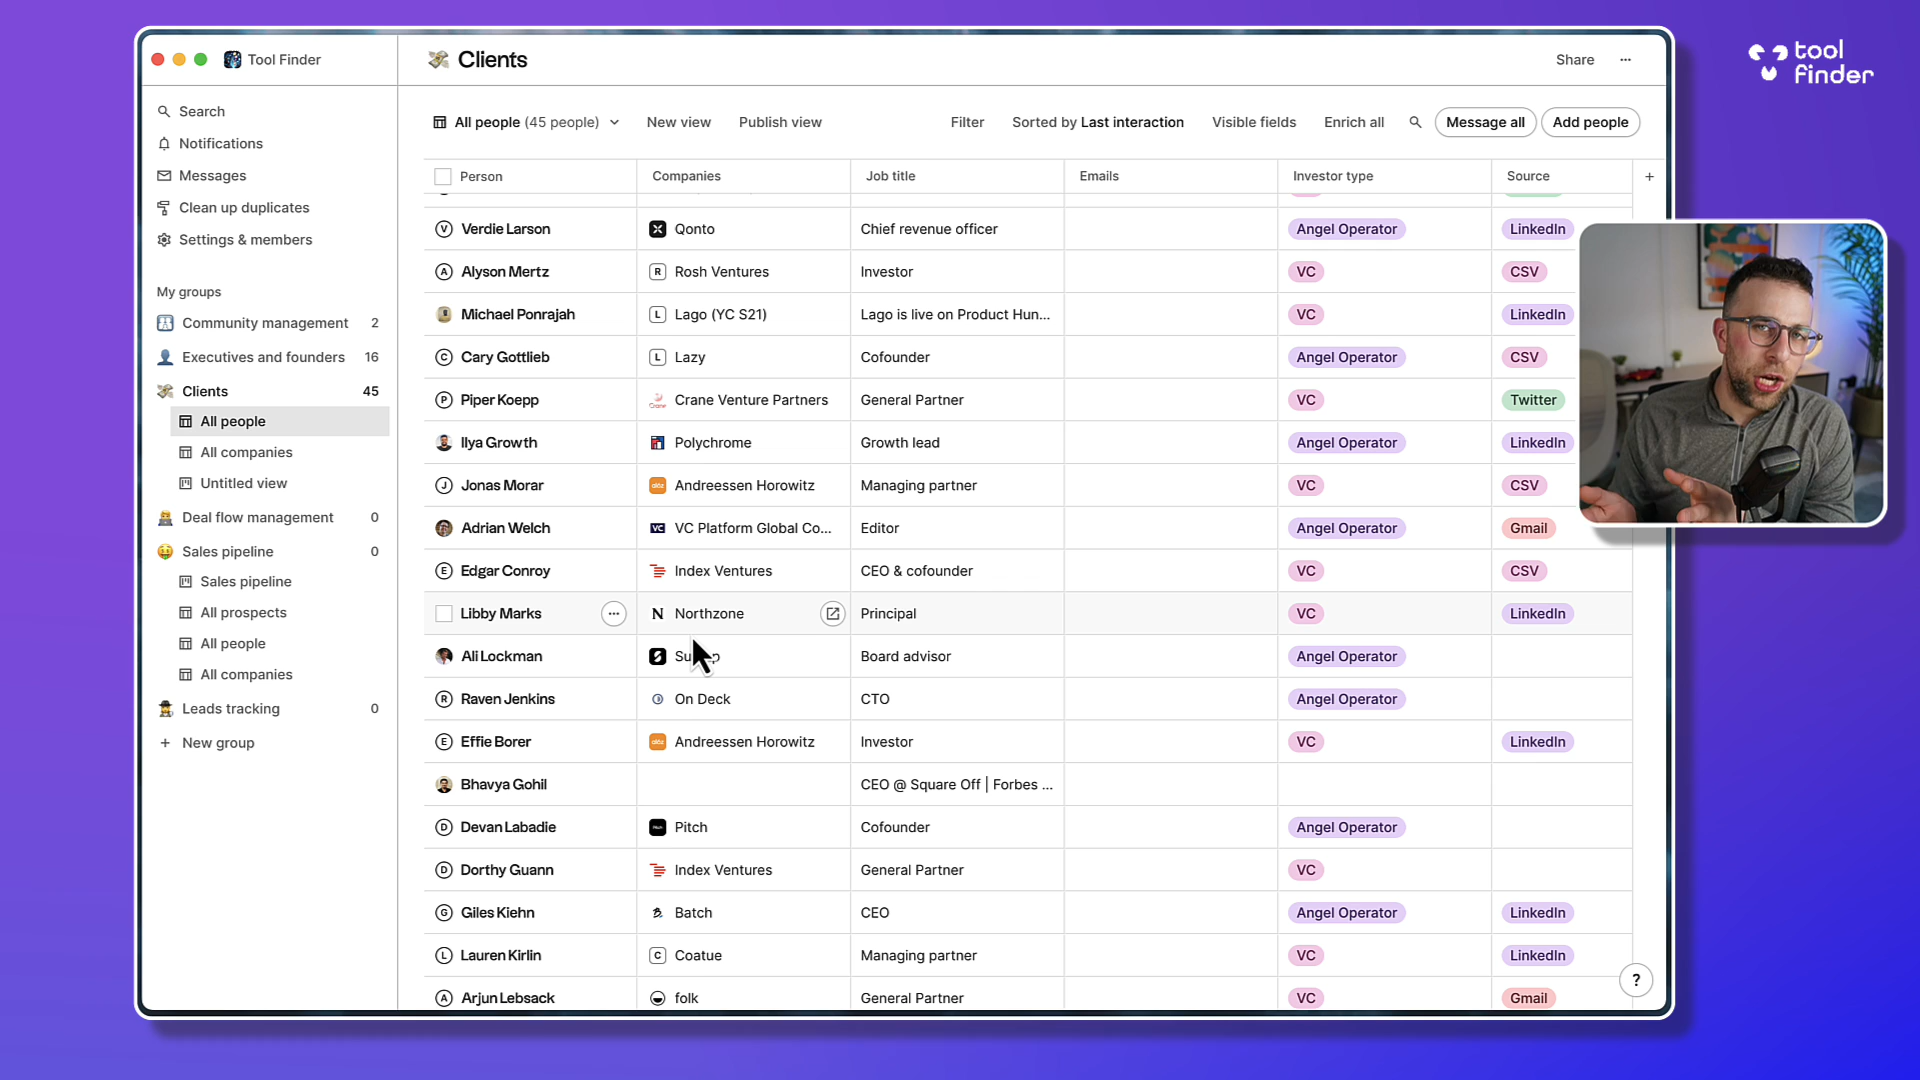 Tool Finder
Clients
Share
tool
finder
Search
Notifications
Messages
Clean up duplicates
Settings & members
My groups
Community management 2
Executives and founders 16
Clients 45
All people
All companies
Untitled view
Deal flow management 0
Sales pipeline 0
Sales pipeline
All prospects
All people
All companies
Leads tracking 0
+ New group
All people (45 people) New view Publish view Filter Sorted by Last interaction Visible fields Enrich all Message all Add people
Person Companies Job title Emails Investor type Source +
V Verdie Larson Qonto Chief revenue officer Angel Operator LinkedIn
A Alyson Mertz R Rosh Ventures Investor VC CSV
Michael Ponrajah L Lago (YC S21) Lago is live on Product Hun... VC LinkedIn
C Cary Gottlieb L Lazy Cofounder Angel Operator CSV
P Piper Koepp Crane Crane Venture Partners General Partner VC Twitter
Ilya Growth Polychrome Growth lead Angel Operator LinkedIn
J Jonas Morar Andreessen Horowitz Managing partner VC CSV
Adrian Welch VC VC Platform Global Co... Editor Angel Operator Gmail
E Edgar Conroy Index Ventures CEO & cofounder VC CSV
Libby Marks ... N Northzone Principal VC LinkedIn
Ali Lockman Board advisor Angel Operator
R Raven Jenkins On Deck CTO Angel Operator
E Effie Borer Andreessen Horowitz Investor VC LinkedIn
Bhavya Gohil CEO @ Square Off | Forbes ...
D Devan Labadie Pitch Cofounder Angel Operator
D Dorthy Guann Index Ventures General Partner VC
G Giles Kiehn Batch CEO Angel Operator LinkedIn
L Lauren Kirlin C Coatue Managing partner VC LinkedIn
A Arjun Lebsack folk General Partner VC Gmail
?